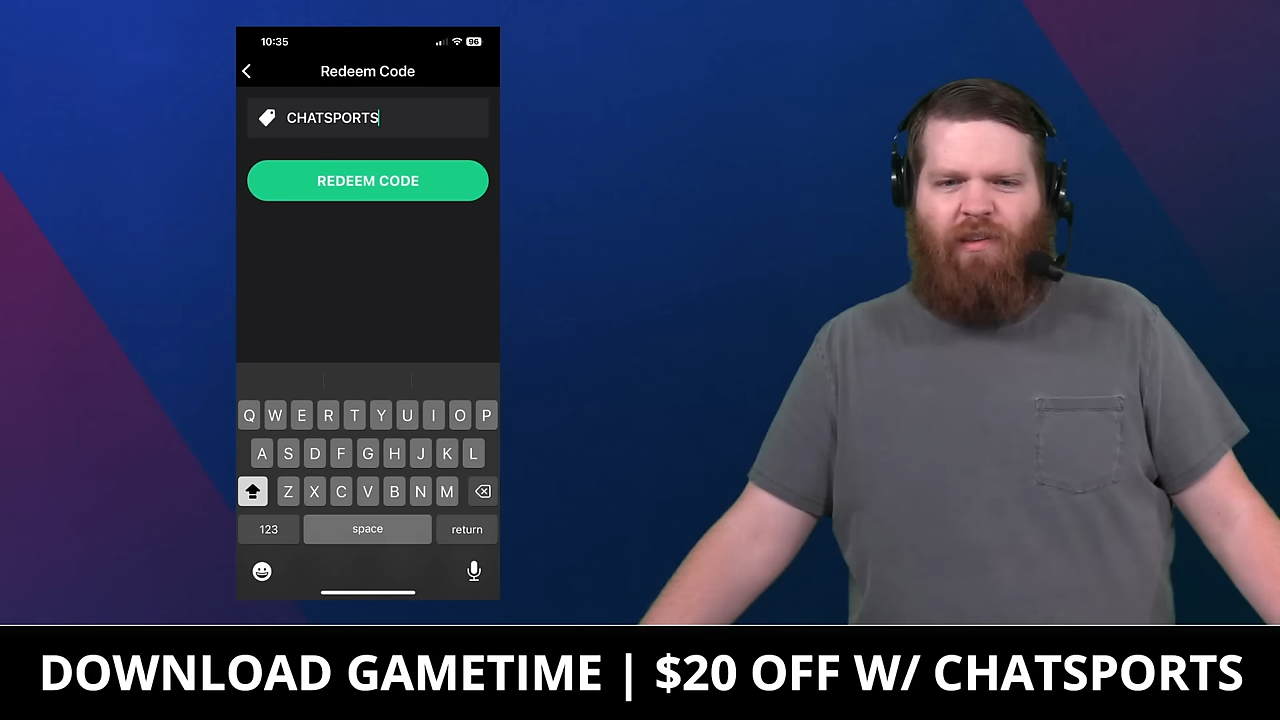 10:35
96
Redeem Code
CHATSPORTS
REDEEM CODE
Q W E R T Y U I O P
A S D F G H J K L
Z X C V B N M
123 space return
DOWNLOAD GAMETIME | $20 OFF W/ CHATSPORTS